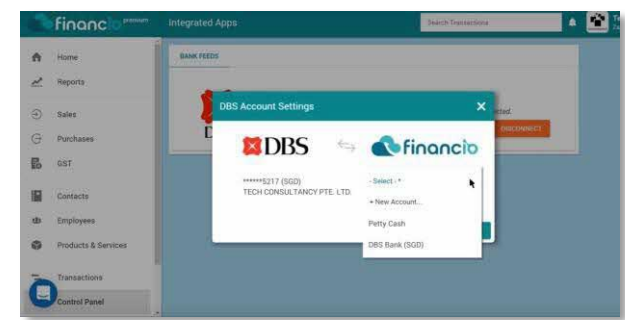 financio premium
Integrated Apps
Search Transactions
Home
Reports
Sales
Purchases
GST
Contacts
Employees
Products & Services
Transactions
Control Panel
BANK FEEDS
DISCONNECT
DBS Account Settings
DBS
financio
******5217 (SGD)
TECH CONSULTANCY PTE. LTD.
- Select - *
+ New Account...
Petty Cash
DBS Bank (SGD)